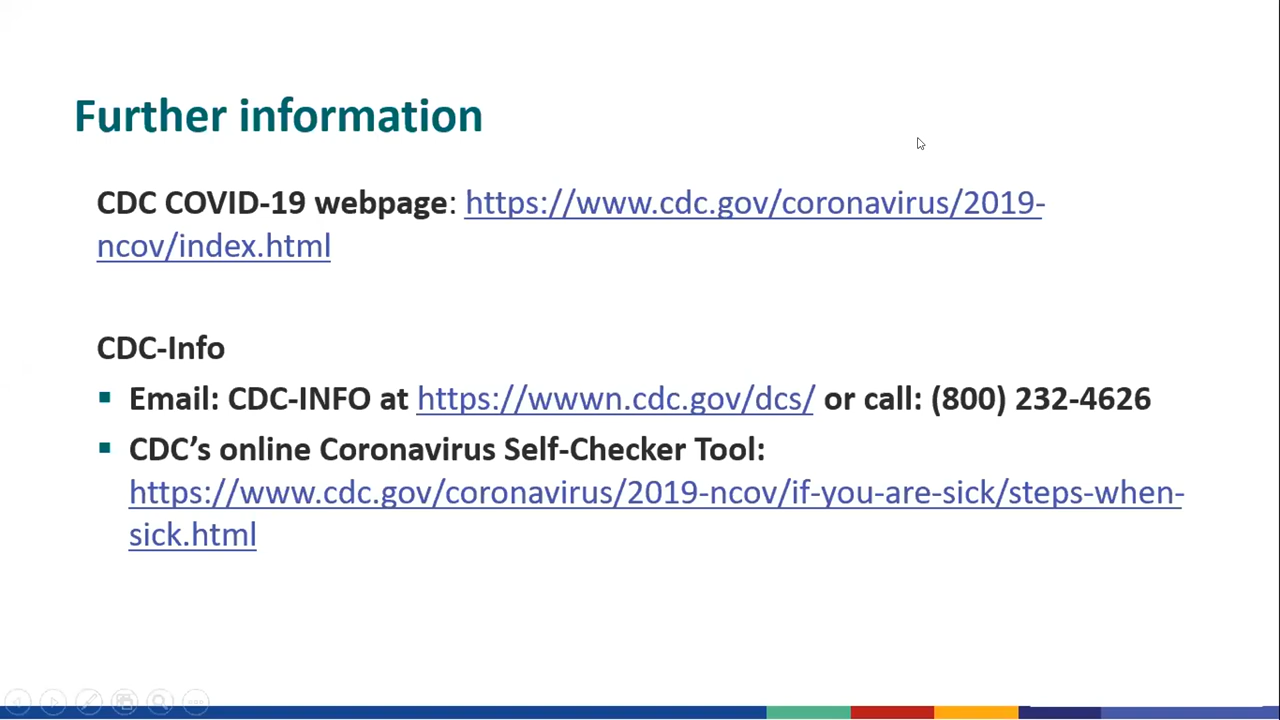 Further information
CDC COVID-19 webpage: https://www.cdc.gov/coronavirus/2019-
ncov/index.html
CDC-Info
▪ Email: CDC-INFO at https://wwwn.cdc.gov/dcs/ or call: (800) 232-4626
▪ CDC’s online Coronavirus Self-Checker Tool:
https://www.cdc.gov/coronavirus/2019-ncov/if-you-are-sick/steps-when-
sick.html